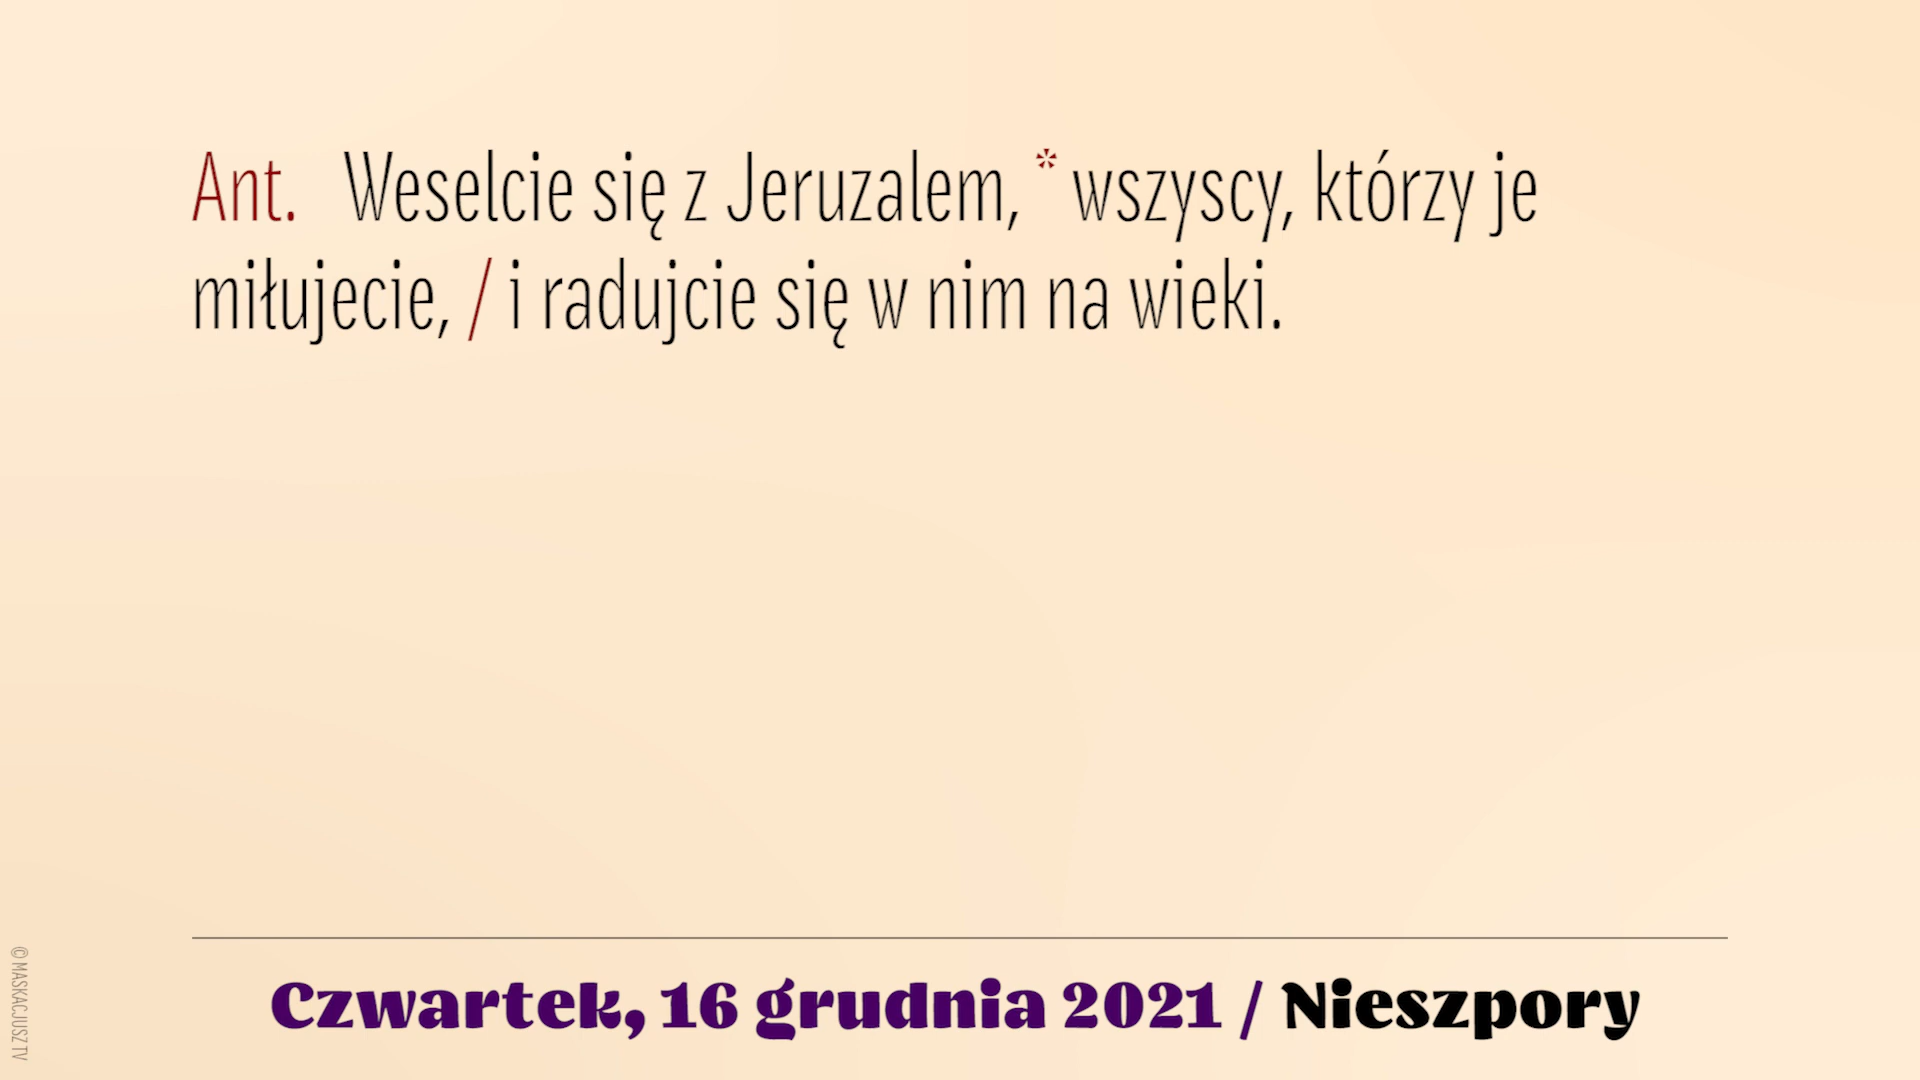 Ant. Weselcie się z Jeruzalem, * wszyscy, którzy je
miłujecie, / i radujcie się w nim na wieki.
Czwartek, 16 grudnia 2021 / Nieszpory
© MASKACJUSZ TV